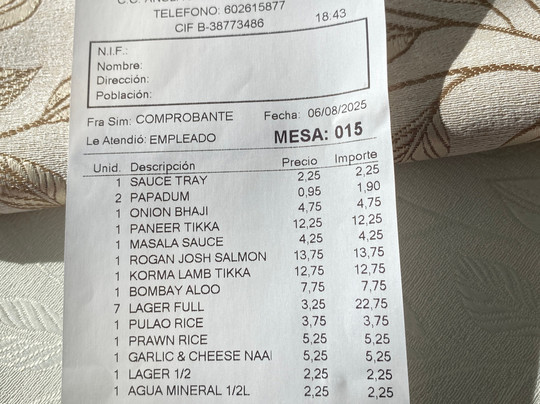 TELEFONO: 602615877
CIF B-38773486 18:43
N.I.F.:
Nombre:
Dirección:
Población:
Fra Sim: COMPROBANTE Fecha: 06/08/2025
Le Atendió: EMPLEADO MESA: 015
Unid. Descripción Precio Importe
1 SAUCE TRAY 2,25 2,25
2 PAPADUM 0,95 1,90
1 ONION BHAJI 4,75 4,75
1 PANEER TIKKA 12,25 12,25
1 MASALA SAUCE 4,25 4,25
1 ROGAN JOSH SALMON 13,75 13,75
1 KORMA LAMB TIKKA 12,75 12,75
1 BOMBAY ALOO 7,75 7,75
7 LAGER FULL 3,25 22,75
1 PULAO RICE 3,75 3,75
1 PRAWN RICE 5,25 5,25
1 GARLIC & CHEESE NAAI 5,25 5,25
1 LAGER 1/2 2,25 2,25
1 AGUA MINERAL 1/2L 2,25 2,25